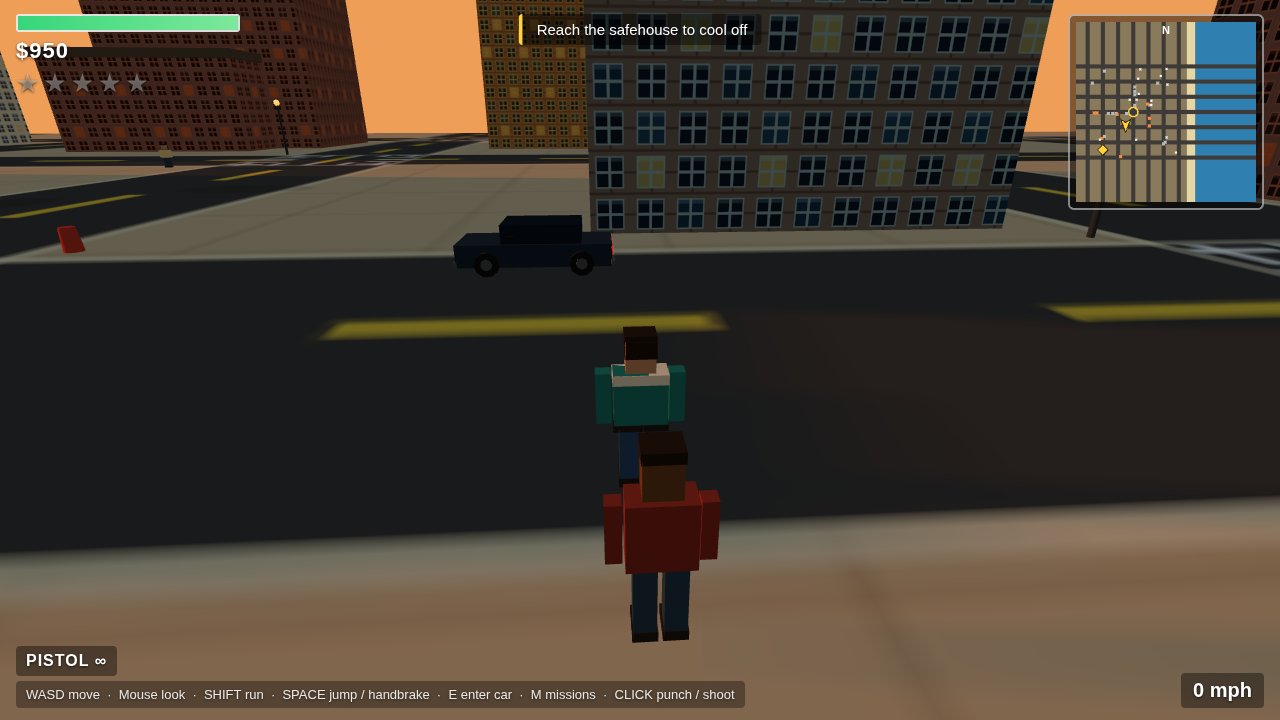 Reach the safehouse to cool off
N
$950
PISTOL ∞
WASD move · Mouse look · SHIFT run · SPACE jump / handbrake · E enter car · M missions · CLICK punch / shoot
0 mph